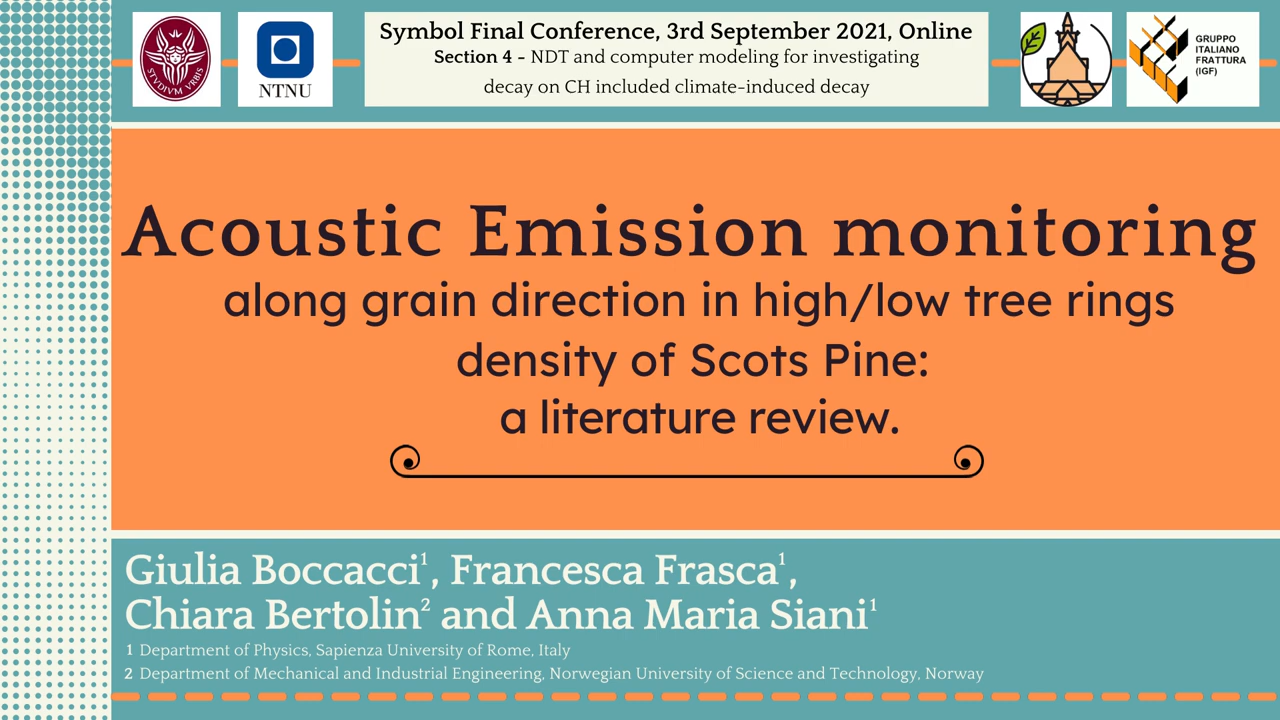 STVDIVM VRBIS
NTNU
Symbol Final Conference, 3rd September 2021, Online
Section 4 - NDT and computer modeling for investigating
decay on CH included climate-induced decay
GRUPPO
ITALIANO
FRATTURA
(IGF)
Acoustic Emission monitoring
along grain direction in high/low tree rings
density of Scots Pine:
a literature review.
Giulia Boccacci¹, Francesca Frasca¹,
Chiara Bertolin² and Anna Maria Siani¹
1 Department of Physics, Sapienza University of Rome, Italy
2 Department of Mechanical and Industrial Engineering, Norwegian University of Science and Technology, Norway